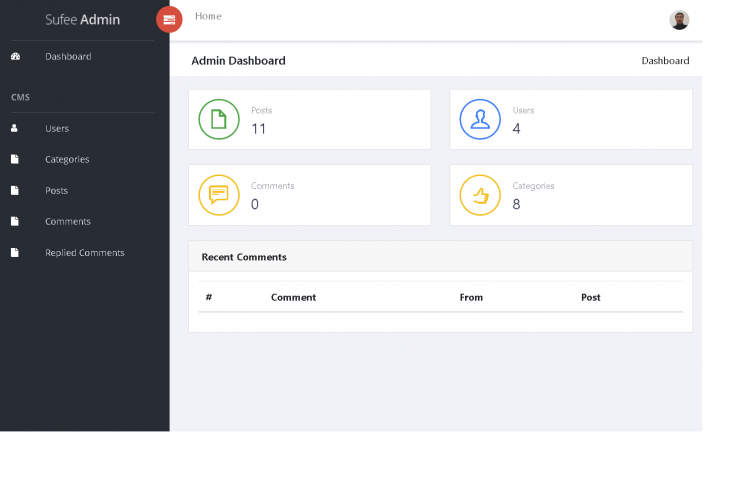 Sufee Admin
Home
Dashboard
CMS
Users
Categories
Posts
Comments
Replied Comments
Admin Dashboard
Dashboard
Posts
11
Users
4
Comments
0
Categories
8
Recent Comments
# Comment From Post